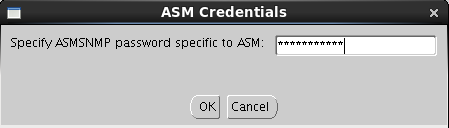 ASM Credentials
Specify ASMSNMP password specific to ASM: ***********
OK Cancel